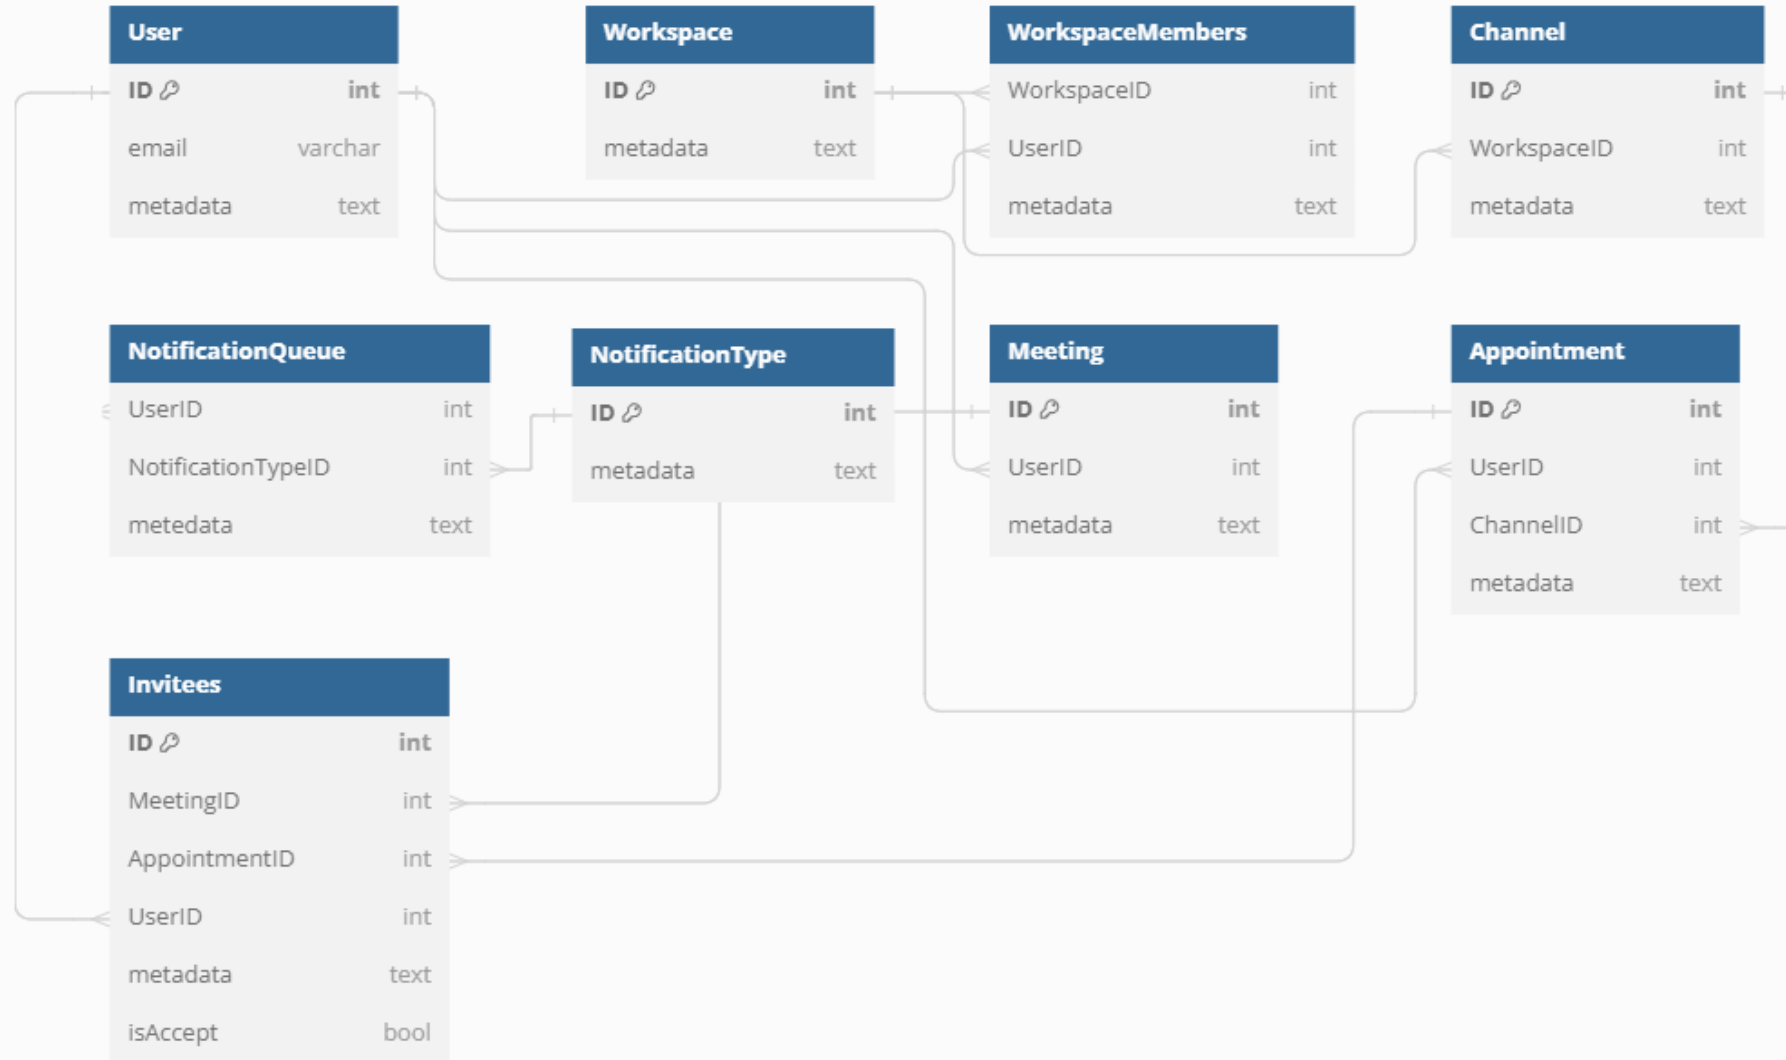 User
ID int
email varchar
metadata text
Workspace
ID int
metadata text
WorkspaceMembers
WorkspaceID int
UserID int
metadata text
Channel
ID int
WorkspaceID int
metadata text
NotificationQueue
UserID int
NotificationTypeID int
metedata text
NotificationType
ID int
metadata text
Meeting
ID int
UserID int
metadata text
Appointment
ID int
UserID int
ChannelID int
metadata text
Invitees
ID int
MeetingID int
AppointmentID int
UserID int
metadata text
isAccept bool